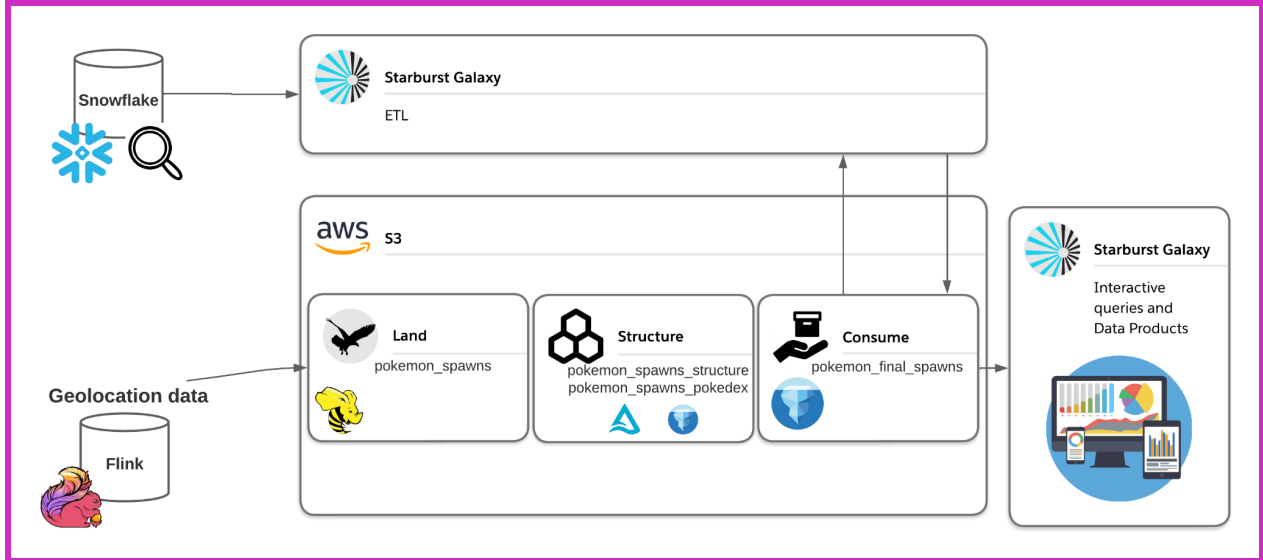 Snowflake
Starburst Galaxy
ETL
aws
S3
Land
pokemon_spawns
Structure
pokemon_spawns_structure
pokemon_spawns_pokedex
Consume
pokemon_final_spawns
Geolocation data
Flink
Starburst Galaxy
Interactive
queries and
Data Products